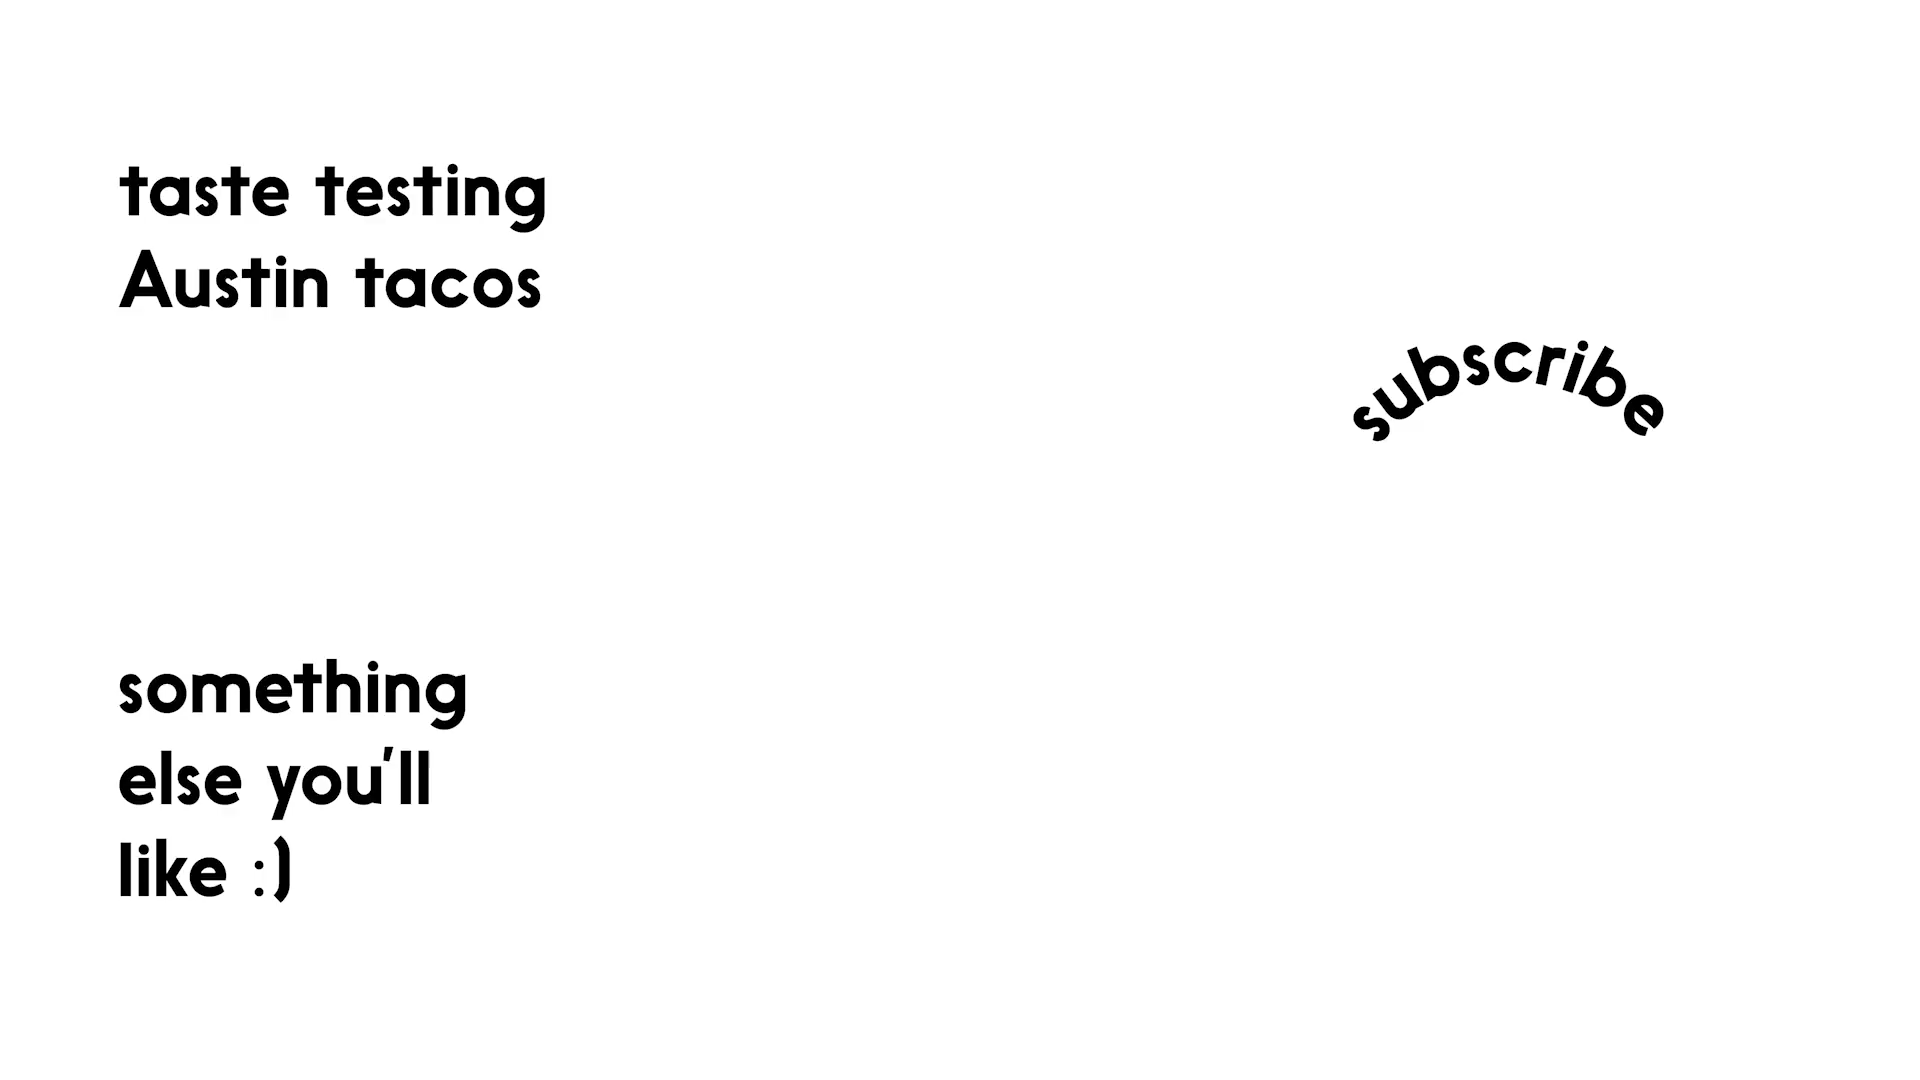 taste testing
Austin tacos
subscribe
something
else you'll
like :)